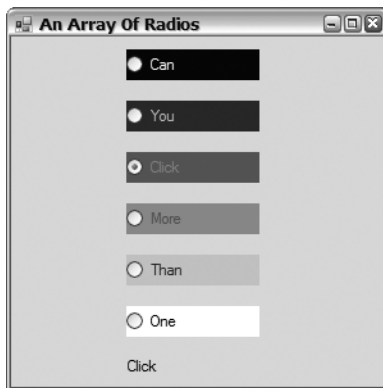 An Array Of Radios
Can
You
Click
More
Than
One
Click